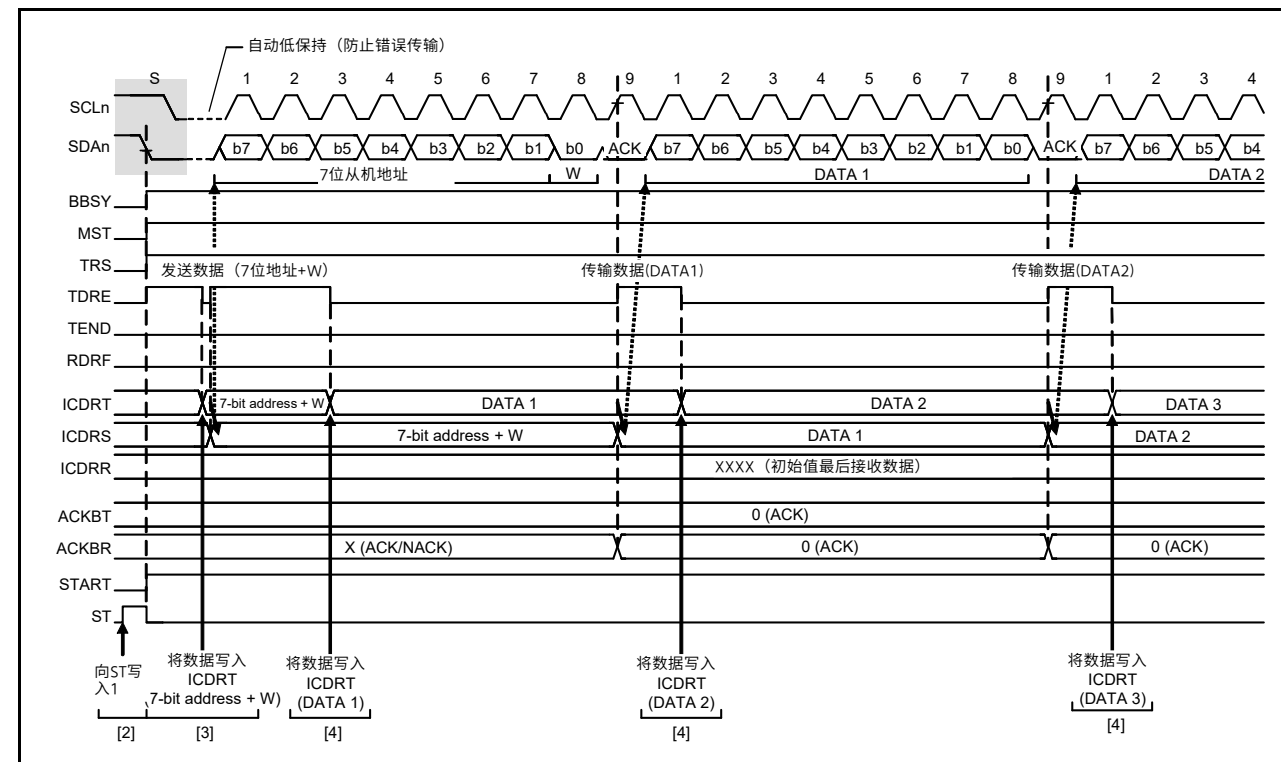 自动低保持（防止错误传输）
S 1 2 3 4 5 6 7 8 9 1 2 3 4 5 6 7 8 9 1 2 3 4
SCLn
SDAn b7 b6 b5 b4 b3 b2 b1 b0 ACK b7 b6 b5 b4 b3 b2 b1 b0 ACK b7 b6 b5 b4
7位从机地址 W DATA 1 DATA 2
BBSY
MST
TRS
发送数据（7位地址+W） 传输数据(DATA1) 传输数据(DATA2)
TDRE
TEND
RDRF
ICDRT 7-bit address + W DATA 1 DATA 2 DATA 3
ICDRS 7-bit address + W DATA 1 DATA 2
ICDRR XXXX（初始值最后接收数据）
ACKBT 0 (ACK)
ACKBR X (ACK/NACK) 0 (ACK) 0 (ACK)
START
ST
向ST写
入1
将数据写入
ICDRT
7-bit address + W)
将数据写入
ICDRT
(DATA 1)
将数据写入
ICDRT
(DATA 2)
将数据写入
ICDRT
(DATA 3)
[2] [3] [4] [4] [4]